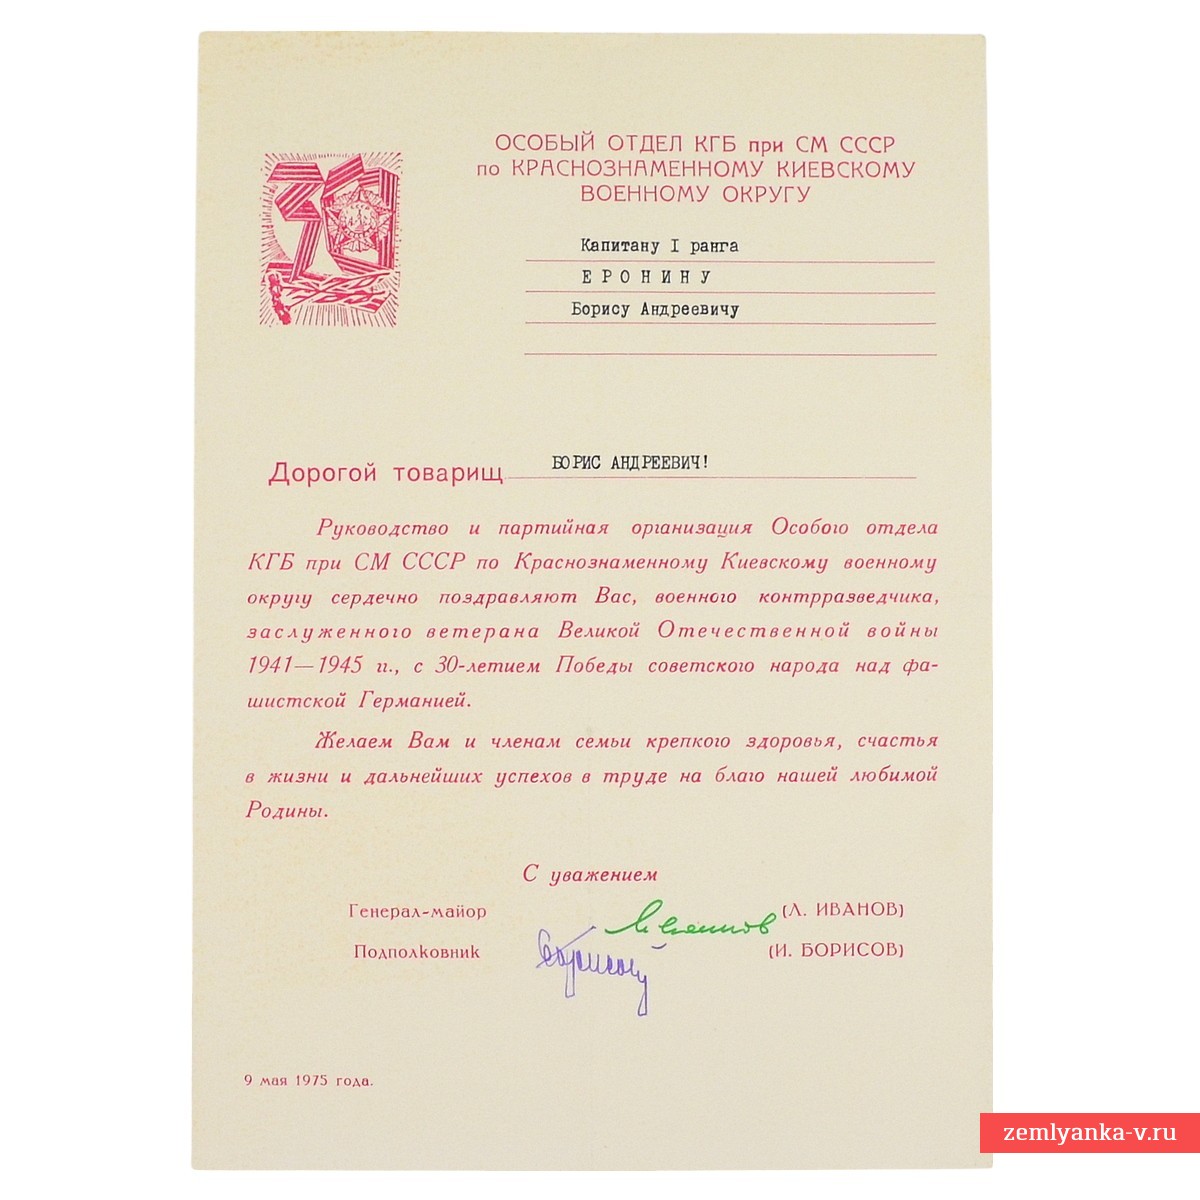 ОСОБЫЙ ОТДЕЛ КГБ при СМ СССР
по КРАСНОЗНАМЕННОМУ КИЕВСКОМУ
ВОЕННОМУ ОКРУГУ
Капитану I ранга
ЕРОНИНУ
Борису Андреевичу
Дорогой товарищ БОРИС АНДРЕЕВИЧ!
Руководство и партийная организация Особого отдела
КГБ при СМ СССР по Краснознаменному Киевскому военному
округу сердечно поздравляют Вас, военного контрразведчика,
заслуженного ветерана Великой Отечественной войны
1941—1945 гг., с 30-летием Победы советского народа над фа-
шистской Германией.
Желаем Вам и членам семьи крепкого здоровья, счастья
в жизни и дальнейших успехов в труде на благо нашей любимой
Родины.
С уважением
Генерал-майор (Л. ИВАНОВ)
Подполковник (И. БОРИСОВ)
9 мая 1975 года.
zemlyanka-v.ru